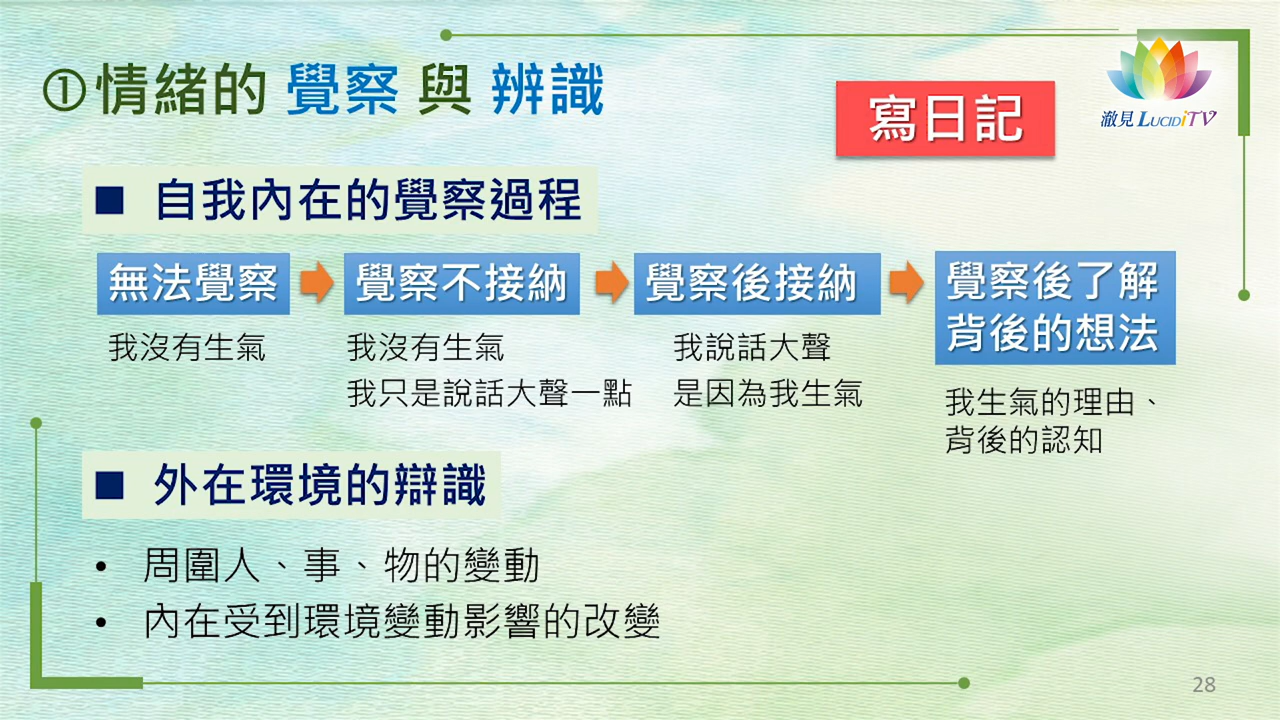 ①情緒的 覺察 與 辨識
寫日記
澈見 LUCIDiTV
■ 自我內在的覺察過程
無法覺察
覺察不接納
覺察後接納
覺察後了解
背後的想法
我沒有生氣
我沒有生氣
我只是說話大聲一點
我說話大聲
是因為我生氣
我生氣的理由、
背後的認知
■ 外在環境的辯識
• 周圍人、事、物的變動
• 內在受到環境變動影響的改變
28